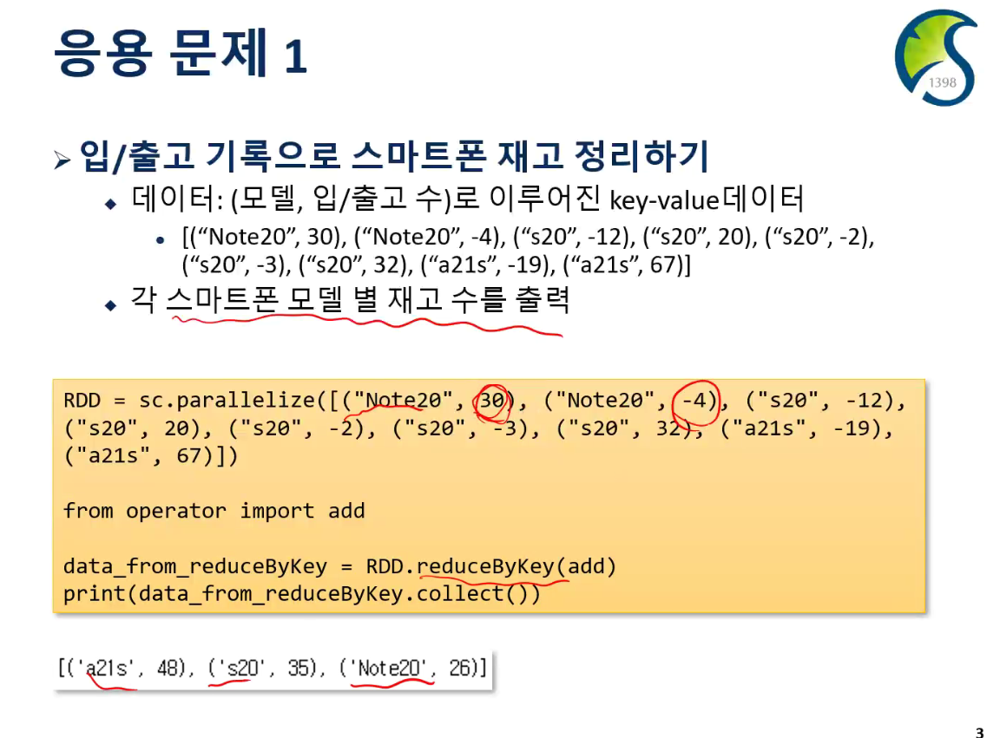 응용 문제 1
1398
입/출고 기록으로 스마트폰 재고 정리하기
데이터: (모델, 입/출고 수)로 이루어진 key-value데이터
[(“Note20”, 30), (“Note20”, -4), (“s20”, -12), (“s20”, 20), (“s20”, -2),
(“s20”, -3), (“s20”, 32), (“a21s”, -19), (“a21s”, 67)]
각 스마트폰 모델 별 재고 수를 출력
RDD = sc.parallelize([("Note20", 30), ("Note20", -4), ("s20", -12),
("s20", 20), ("s20", -2), ("s20", -3), ("s20", 32), ("a21s", -19),
("a21s", 67)])
from operator import add
data_from_reduceByKey = RDD.reduceByKey(add)
print(data_from_reduceByKey.collect())
[('a21s', 48), ('s20', 35), ('Note20', 26)]
3